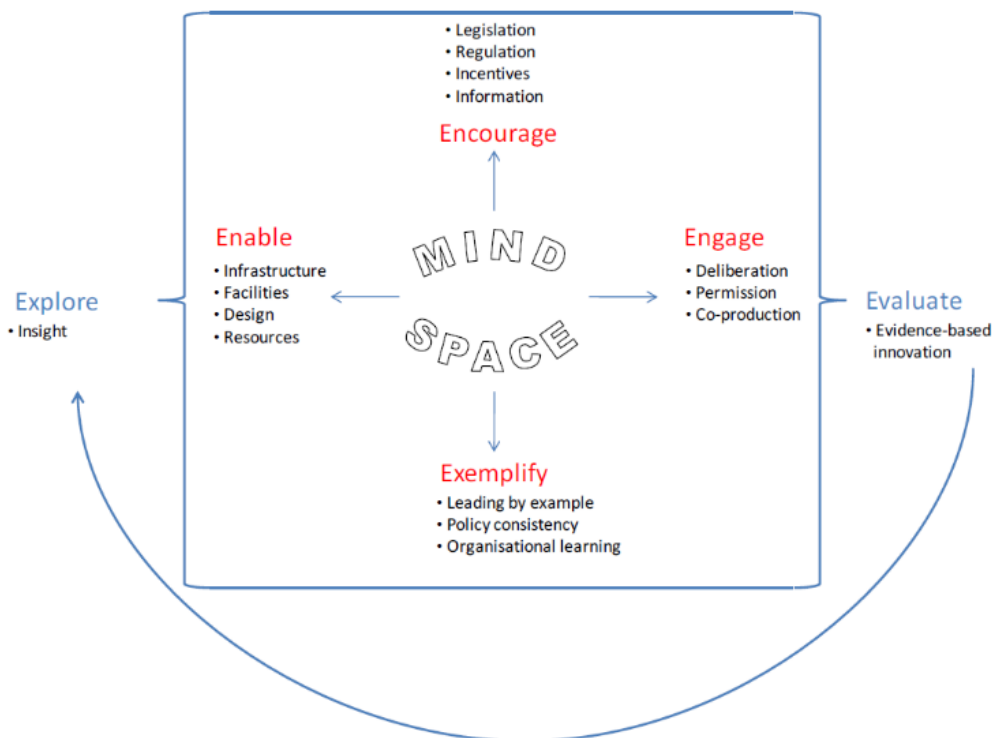 • Legislation
• Regulation
• Incentives
• Information
Encourage
Enable
• Infrastructure
• Facilities
• Design
• Resources
MIND
SPACE
Engage
• Deliberation
• Permission
• Co-production
Explore
• Insight
Evaluate
• Evidence-based
innovation
Exemplify
• Leading by example
• Policy consistency
• Organisational learning